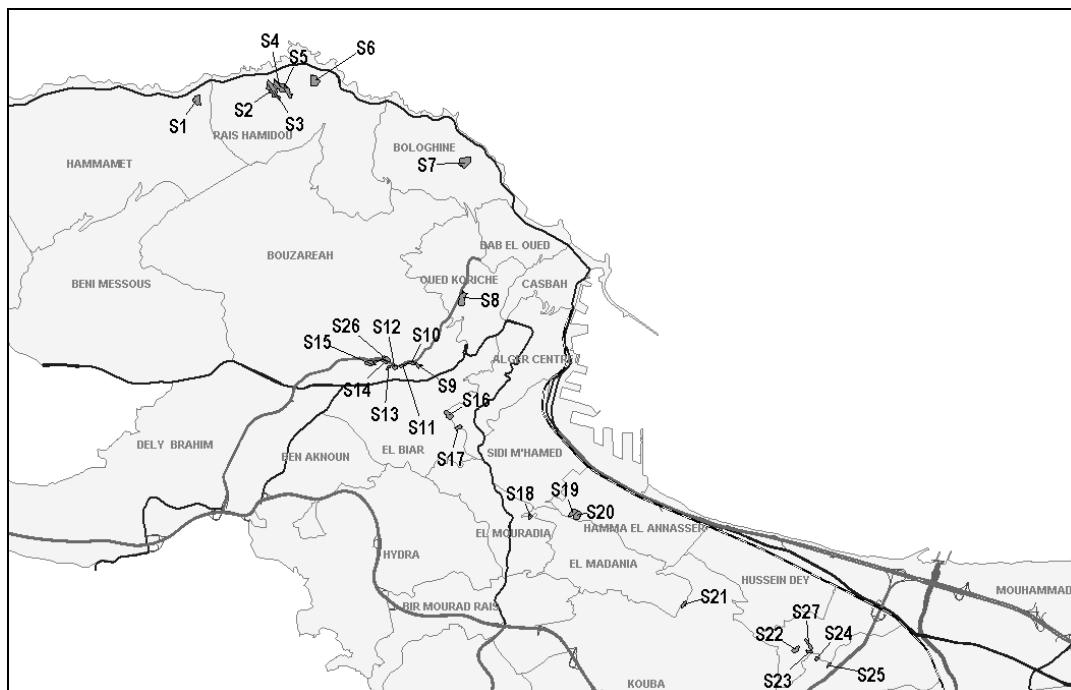 S4
S5
S6
S2
S1
S3
RAIS HAMIDOU
HAMMAMET
BOLOGHINE
S7
BAB EL OUED
BOUZAREAH
OUED KORICHE
BENI MESSOUS
CASBAH
S8
S26
S12
S10
S15
ALGER CENTRE
S9
S14
S13
S11
S16
DELY BRAHIM
EL BIAR
BEN AKNOUN
S17
SIDI M'HAMED
S18
S19
S20
HAMMA EL ANNASSER
EL MOURADIA
HYDRA
EL MADANIA
HUSSEIN DEY
MOUHAMMAD
S21
BIR MOURAD RAIS
S27
S22
S24
S25
S23
KOUBA